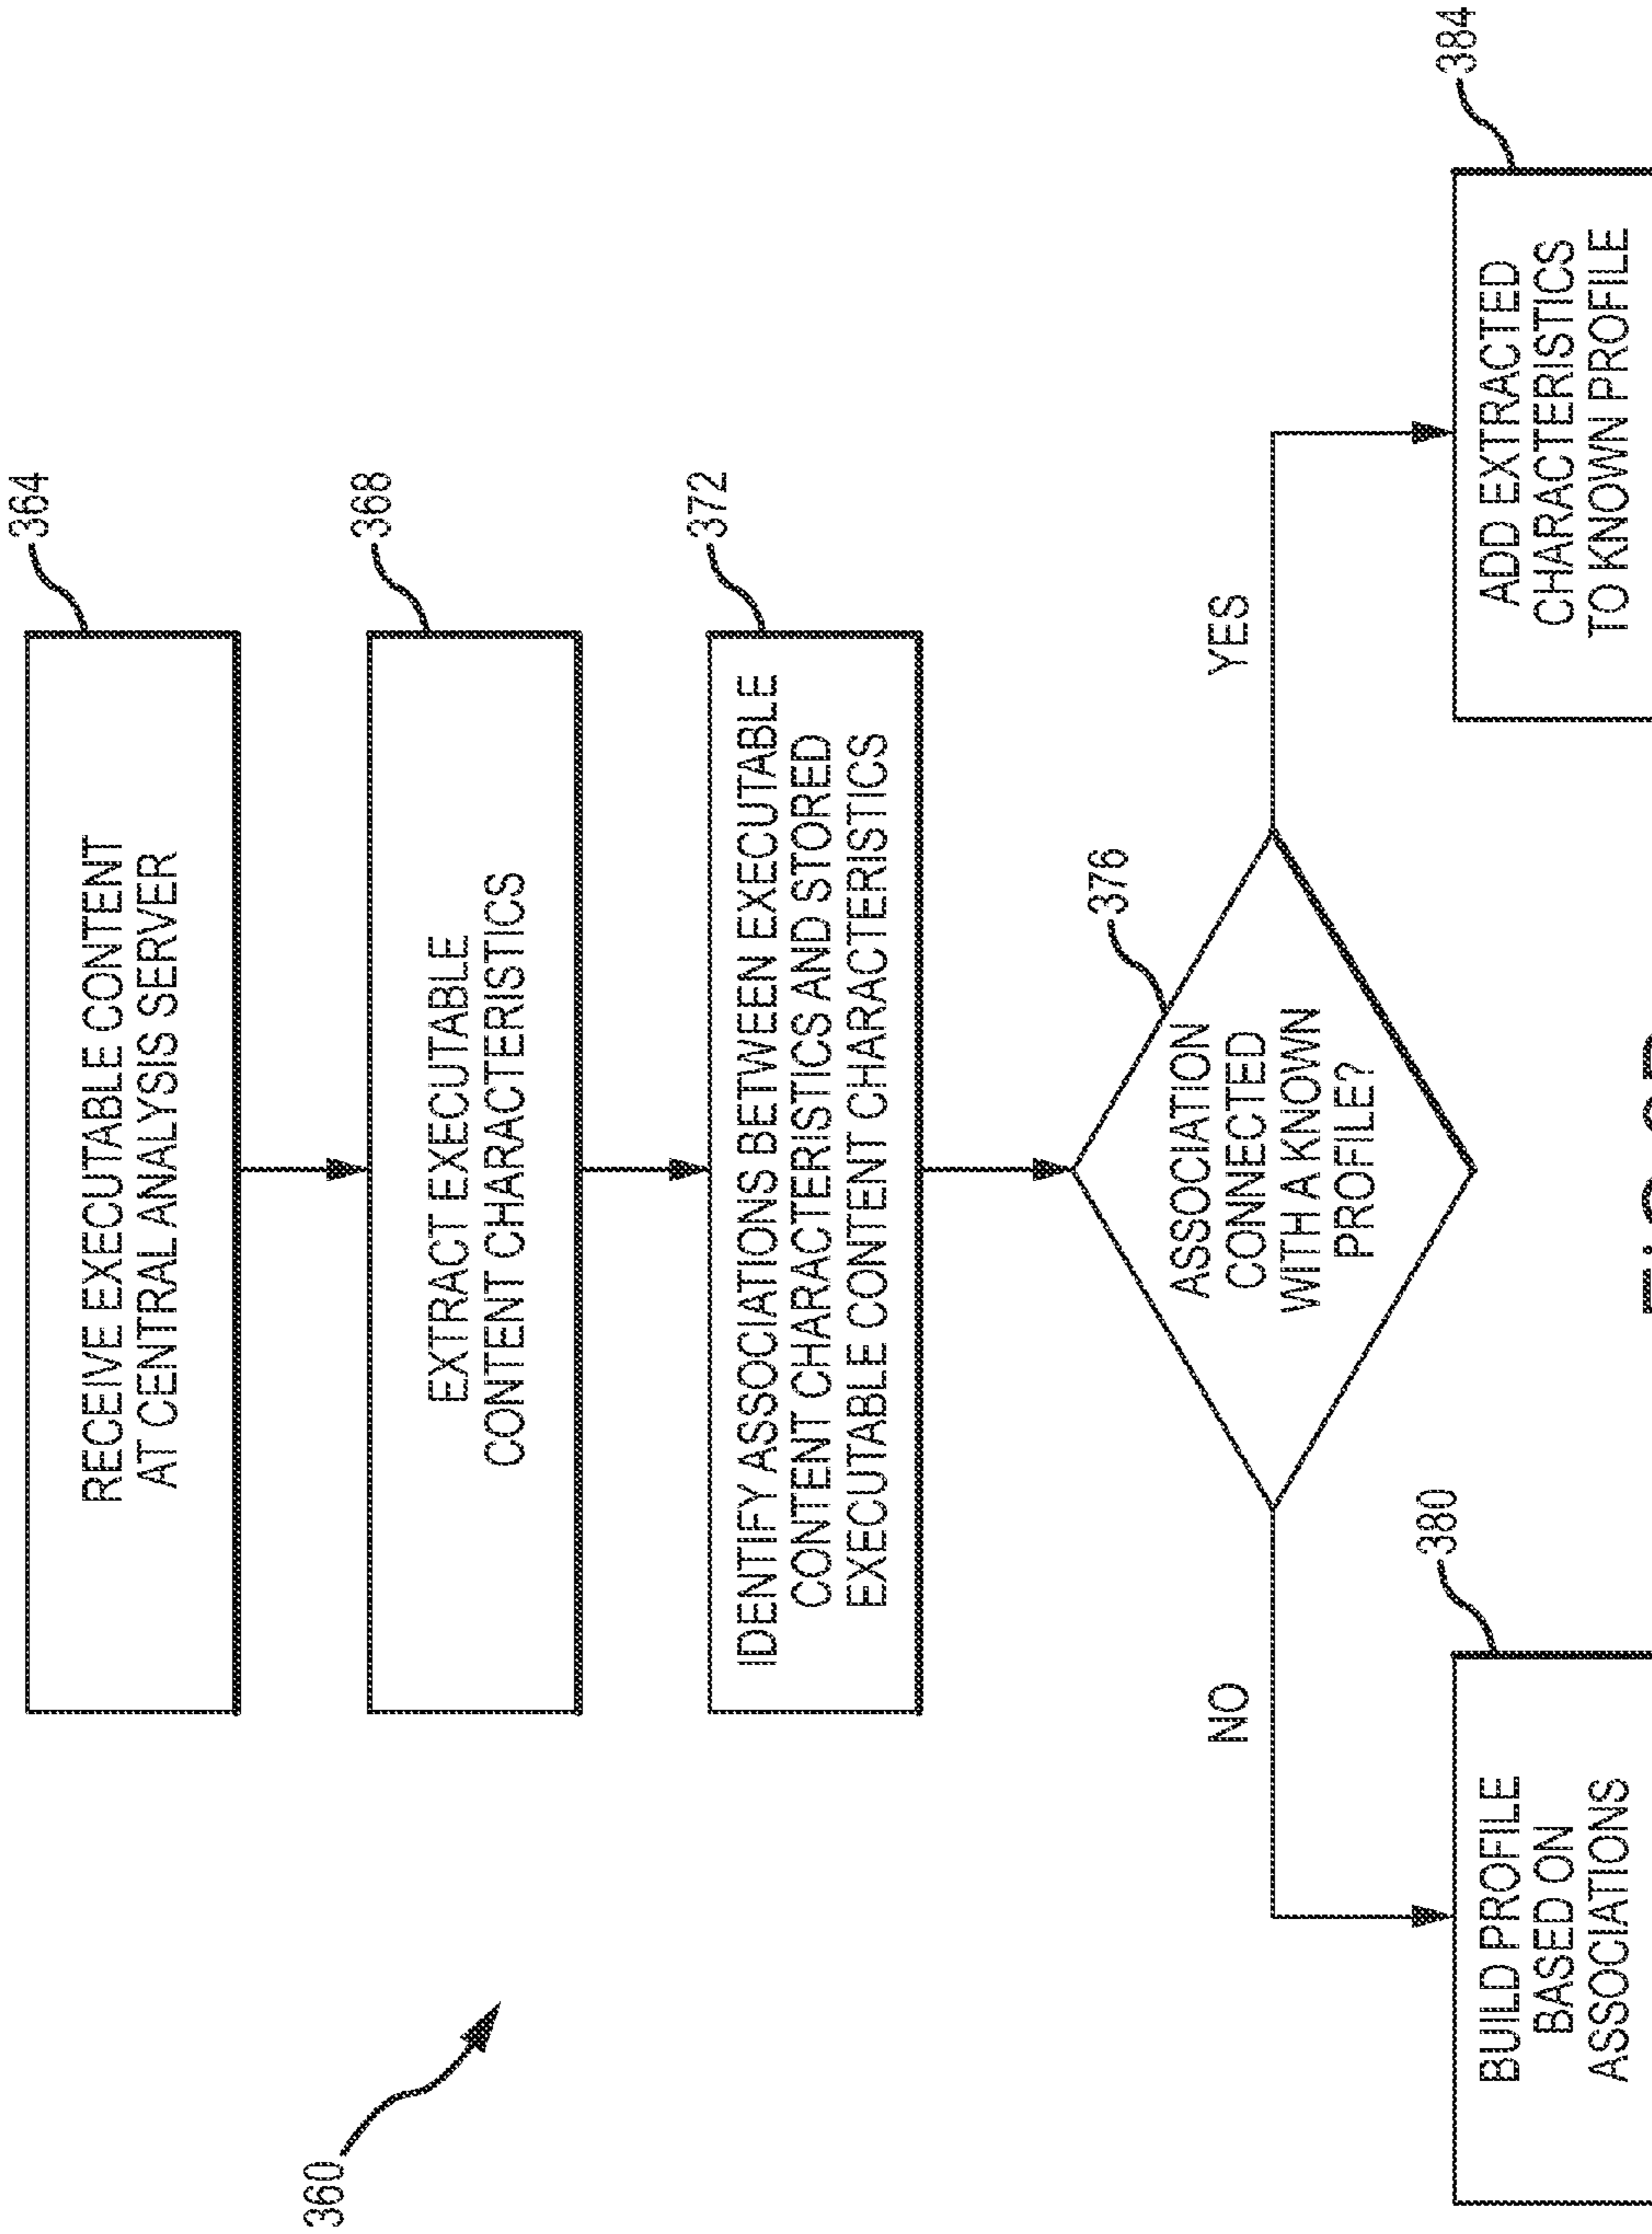 360
364
RECEIVE EXECUTABLE CONTENT
AT CENTRAL ANALYSIS SERVER
368
EXTRACT EXECUTABLE
CONTENT CHARACTERISTICS
372
IDENTIFY ASSOCIATIONS BETWEEN EXECUTABLE
CONTENT CHARACTERISTICS AND STORED
EXECUTABLE CONTENT CHARACTERISTICS
376
ASSOCIATION
CONNECTED
WITH A KNOWN
PROFILE?
NO
YES
380
BUILD PROFILE
BASED ON
ASSOCIATIONS
384
ADD EXTRACTED
CHARACTERISTICS
TO KNOWN PROFILE